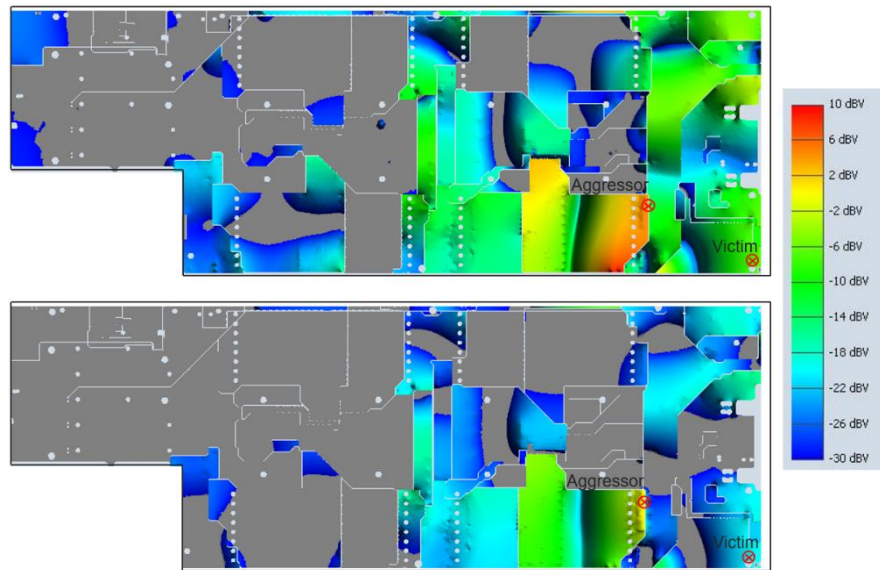 Aggressor
Victim
10 dBV
6 dBV
2 dBV
-2 dBV
-6 dBV
-10 dBV
-14 dBV
-18 dBV
-22 dBV
-26 dBV
-30 dBV
Aggressor
Victim